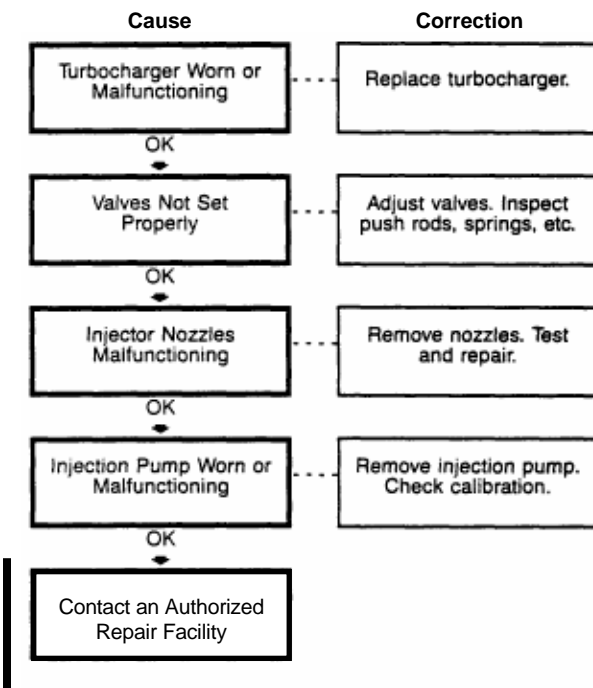 Cause
Correction
Turbocharger Worn or
Malfunctioning
Replace turbocharger.
OK
Valves Not Set
Properly
Adjust valves. Inspect
push rods, springs, etc.
OK
Injector Nozzles
Malfunctioning
Remove nozzles. Test
and repair.
OK
Injection Pump Worn or
Malfunctioning
Remove injection pump.
Check calibration.
OK
Contact an Authorized
Repair Facility